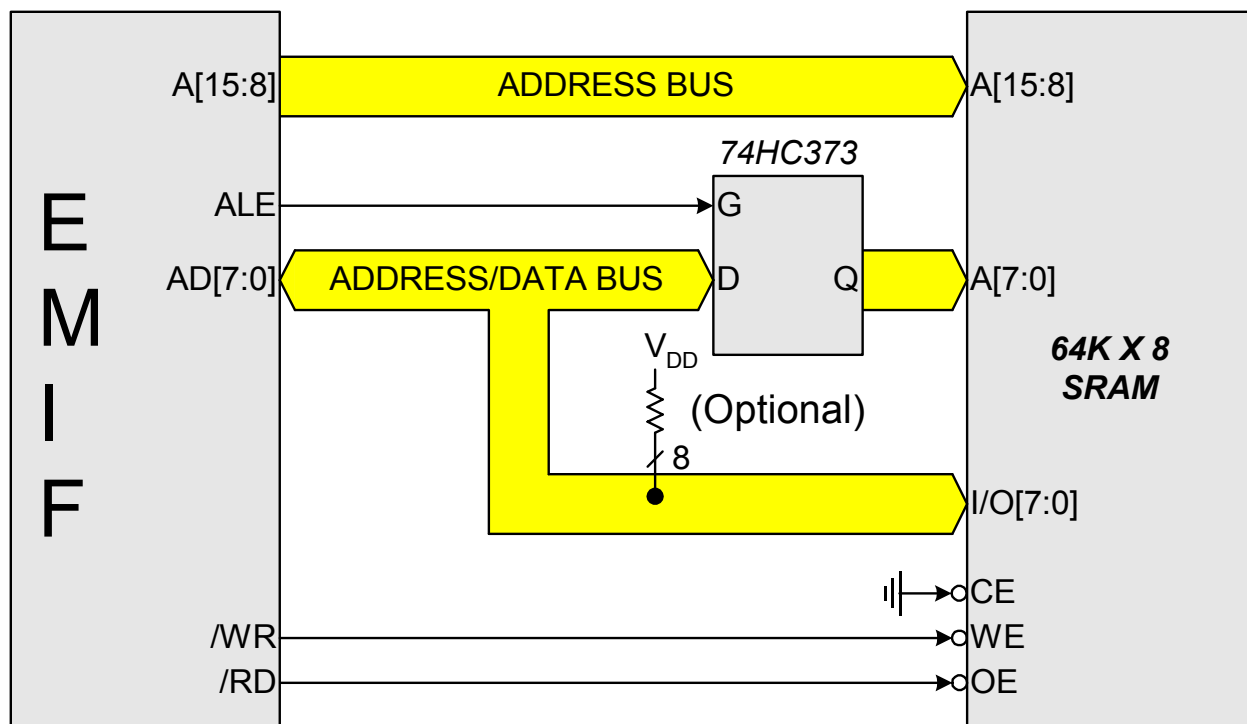 A[15:8]
ADDRESS BUS
A[15:8]
74HC373
ALE
G
E
M
I
F
AD[7:0]
ADDRESS/DATA BUS
D
Q
A[7:0]
VDD
64K X 8
SRAM
(Optional)
8
I/O[7:0]
CE
/WR
WE
/RD
OE